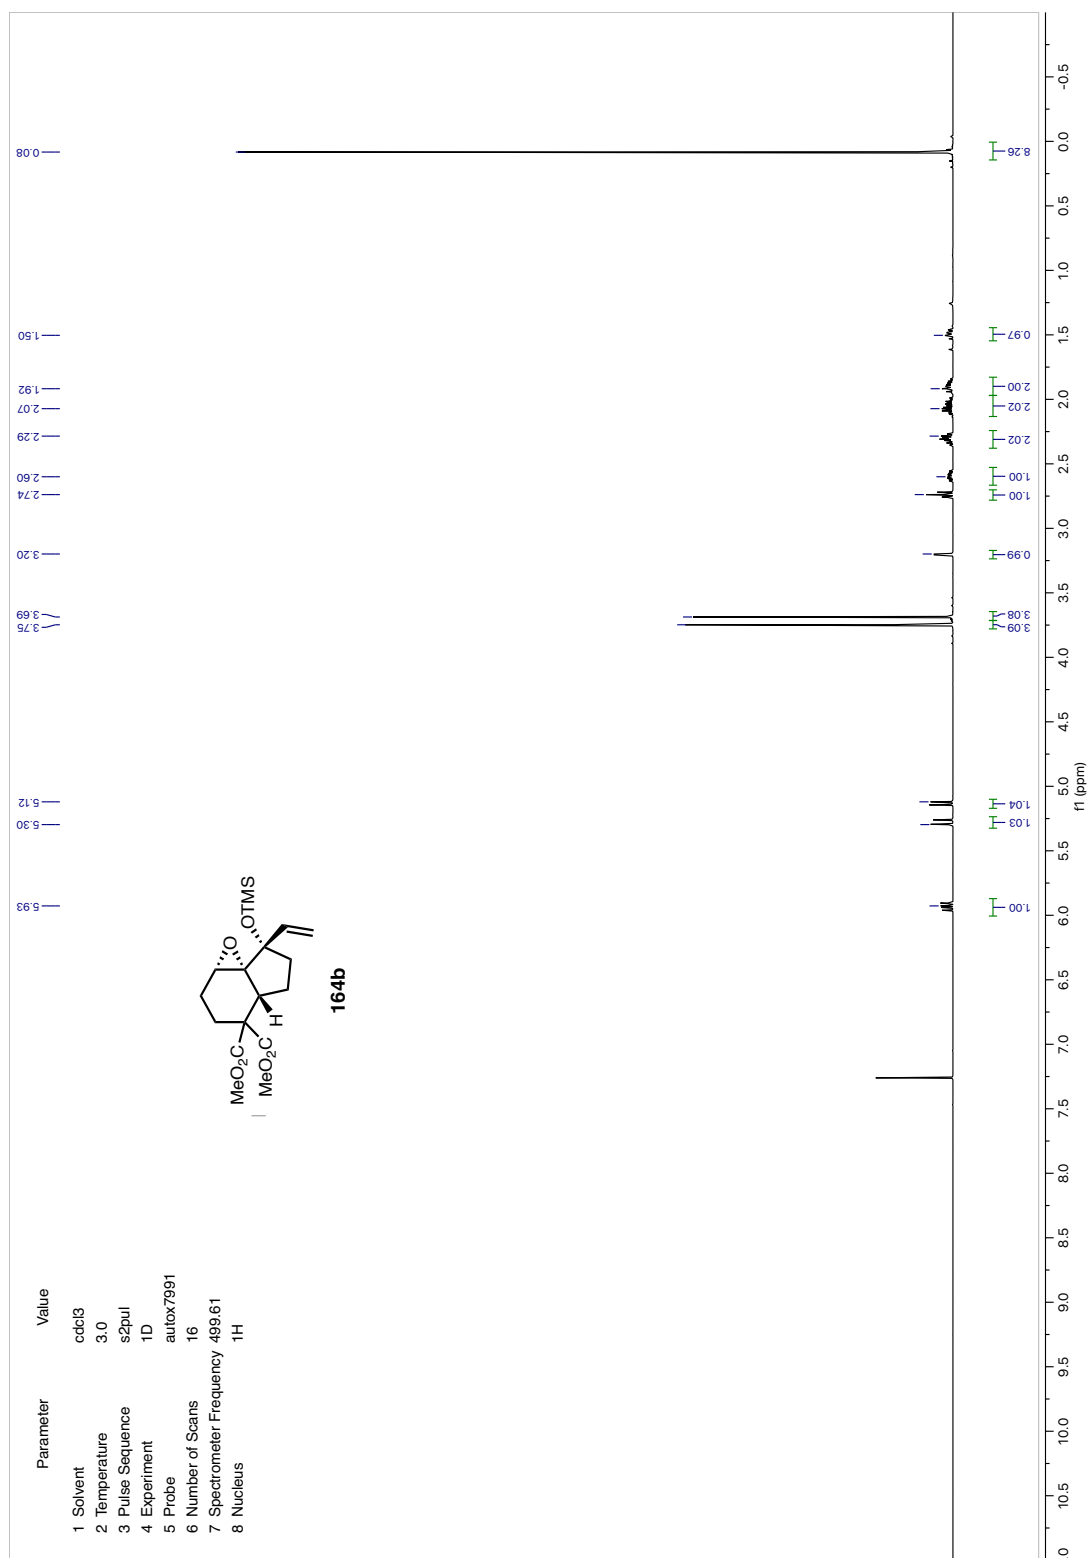 Parameter Value
1 Solvent cdcl3
2 Temperature 3.0
3 Pulse Sequence s2pul
4 Experiment 1D
5 Probe autox7991
6 Number of Scans 16
7 Spectrometer Frequency 499.61
8 Nucleus 1H
MeO2C
MeO2C
H
O
OTMS
164b
5.93
5.30
5.12
3.75
3.69
3.20
2.74
2.60
2.29
2.07
1.92
1.50
0.08
1.00
1.03
1.04
3.09
3.08
0.99
1.00
1.00
2.02
2.02
2.00
0.97
8.26
0 10.5 10.0 9.5 9.0 8.5 8.0 7.5 7.0 6.5 6.0 5.5 5.0 4.5 4.0 3.5 3.0 2.5 2.0 1.5 1.0 0.5 0.0 -0.5
f1 (ppm)